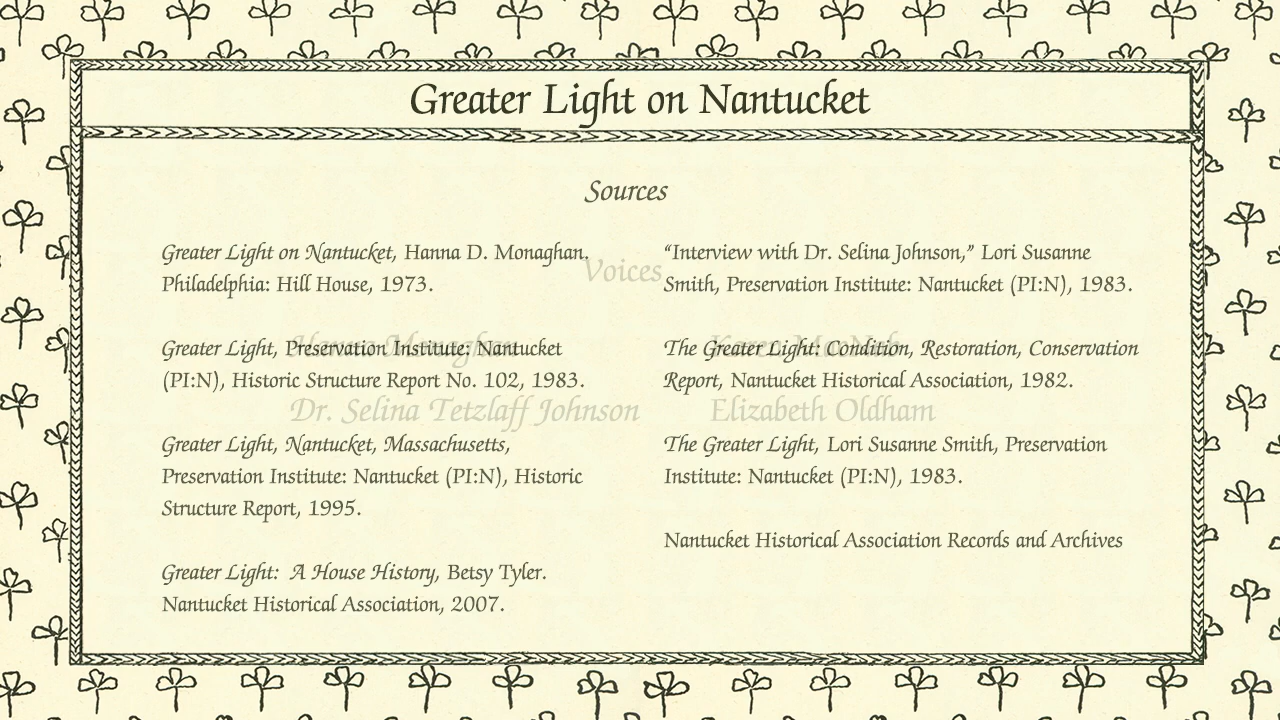 Greater Light on Nantucket
Sources
Greater Light on Nantucket, Hanna D. Monaghan.
Philadelphia: Hill House, 1973.
Greater Light, Preservation Institute: Nantucket
(PI:N), Historic Structure Report No. 102, 1983.
Greater Light, Nantucket, Massachusetts,
Preservation Institute: Nantucket (PI:N), Historic
Structure Report, 1995.
Greater Light:  A House History, Betsy Tyler.
Nantucket Historical Association, 2007.
“Interview with Dr. Selina Johnson,” Lori Susanne
Smith, Preservation Institute: Nantucket (PI:N), 1983.
The Greater Light: Condition, Restoration, Conservation
Report, Nantucket Historical Association, 1982.
The Greater Light, Lori Susanne Smith, Preservation
Institute: Nantucket (PI:N), 1983.
Nantucket Historical Association Records and Archives
Voices
Hanna Monaghan
Dr. Selina Tetzlaff Johnson
Karen MacNab
Elizabeth Oldham